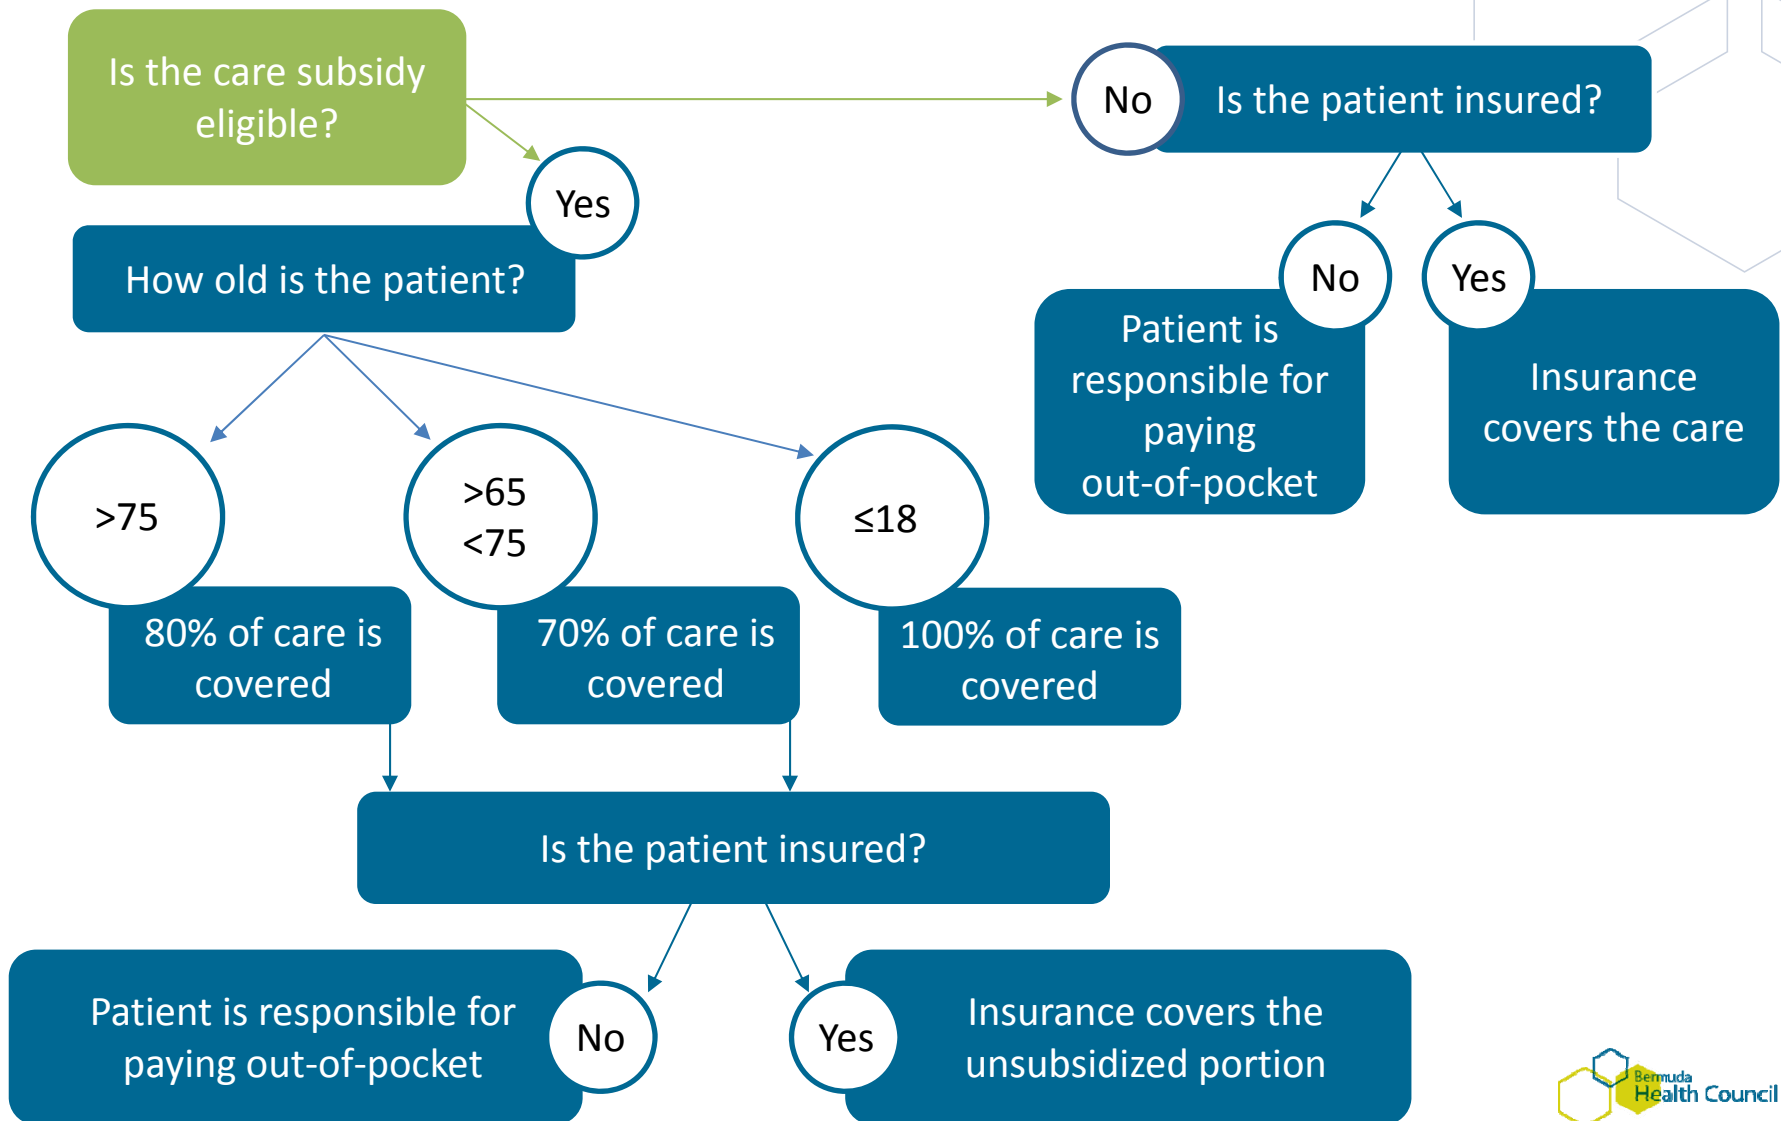 Is the care subsidy
eligible?
No
Is the patient insured?
Yes
How old is the patient?
No
Yes
Patient is
responsible for
paying
out-of-pocket
Insurance
covers the care
>75
>65
<75
≤18
80% of care is
covered
70% of care is
covered
100% of care is
covered
Is the patient insured?
Patient is responsible for
paying out-of-pocket
No
Yes
Insurance covers the
unsubsidized portion
Bermuda
Health Council